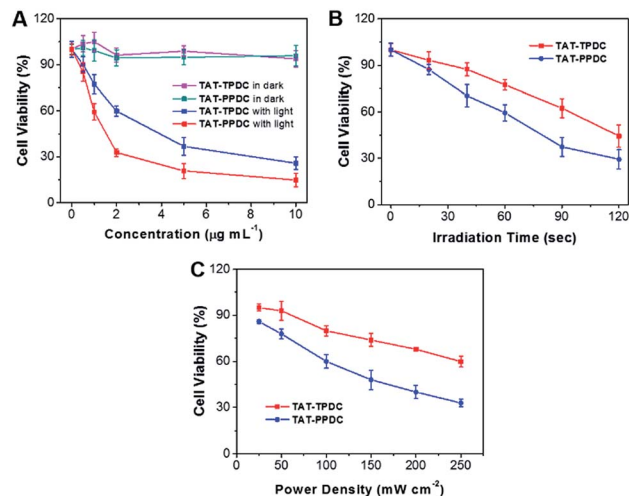 A
120
90
60
30
0
Cell Viability (%)
TAT-TPDC in dark
TAT-PPDC in dark
TAT-TPDC with light
TAT-PPDC with light
0 2 4 6 8 10
Concentration (μg mL⁻¹)
B
120
90
60
30
0
Cell Viability (%)
TAT-TPDC
TAT-PPDC
0 30 60 90 120
Irradiation Time (sec)
C
120
90
60
30
0
Cell Viability (%)
TAT-TPDC
TAT-PPDC
0 50 100 150 200 250
Power Density (mW cm⁻²)